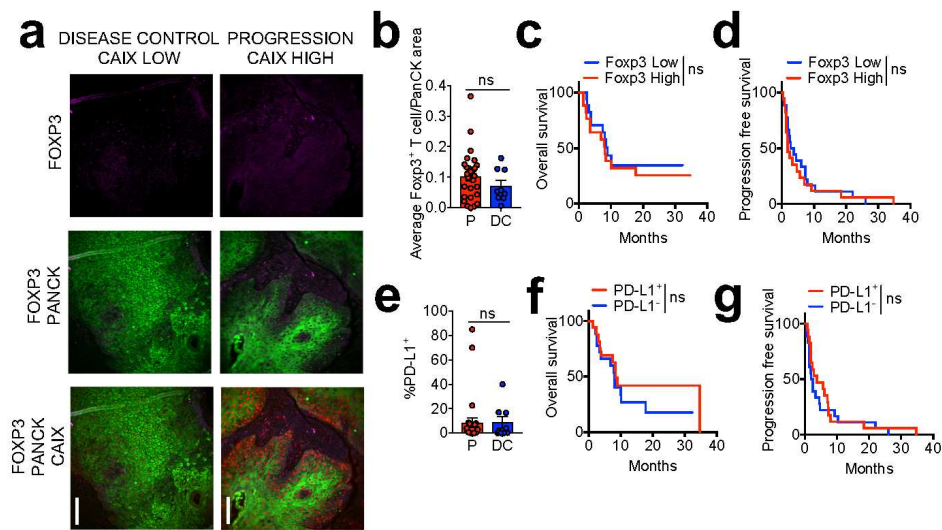 a
DISEASE CONTROL
CAIX LOW
PROGRESSION
CAIX HIGH
FOXP3
FOXP3
PANCK
FOXP3
PANCK
CAIX
b
ns
Average Foxp3⁺ T cell/PanCK area
0.4
0.3
0.2
0.1
0.0
P DC
c
Foxp3 Low
Foxp3 High
ns
Overall survival
100
50
0
0 10 20 30 40
Months
d
Foxp3 Low
Foxp3 High
ns
Progression free survival
100
50
0
0 10 20 30 40
Months
e
ns
%PD-L1⁺
100
80
60
40
20
0
P DC
f
PD-L1⁺
PD-L1⁻
ns
Overall survival
100
50
0
0 10 20 30 40
Months
g
PD-L1⁺
PD-L1⁻
ns
Progression free survival
100
50
0
0 10 20 30 40
Months